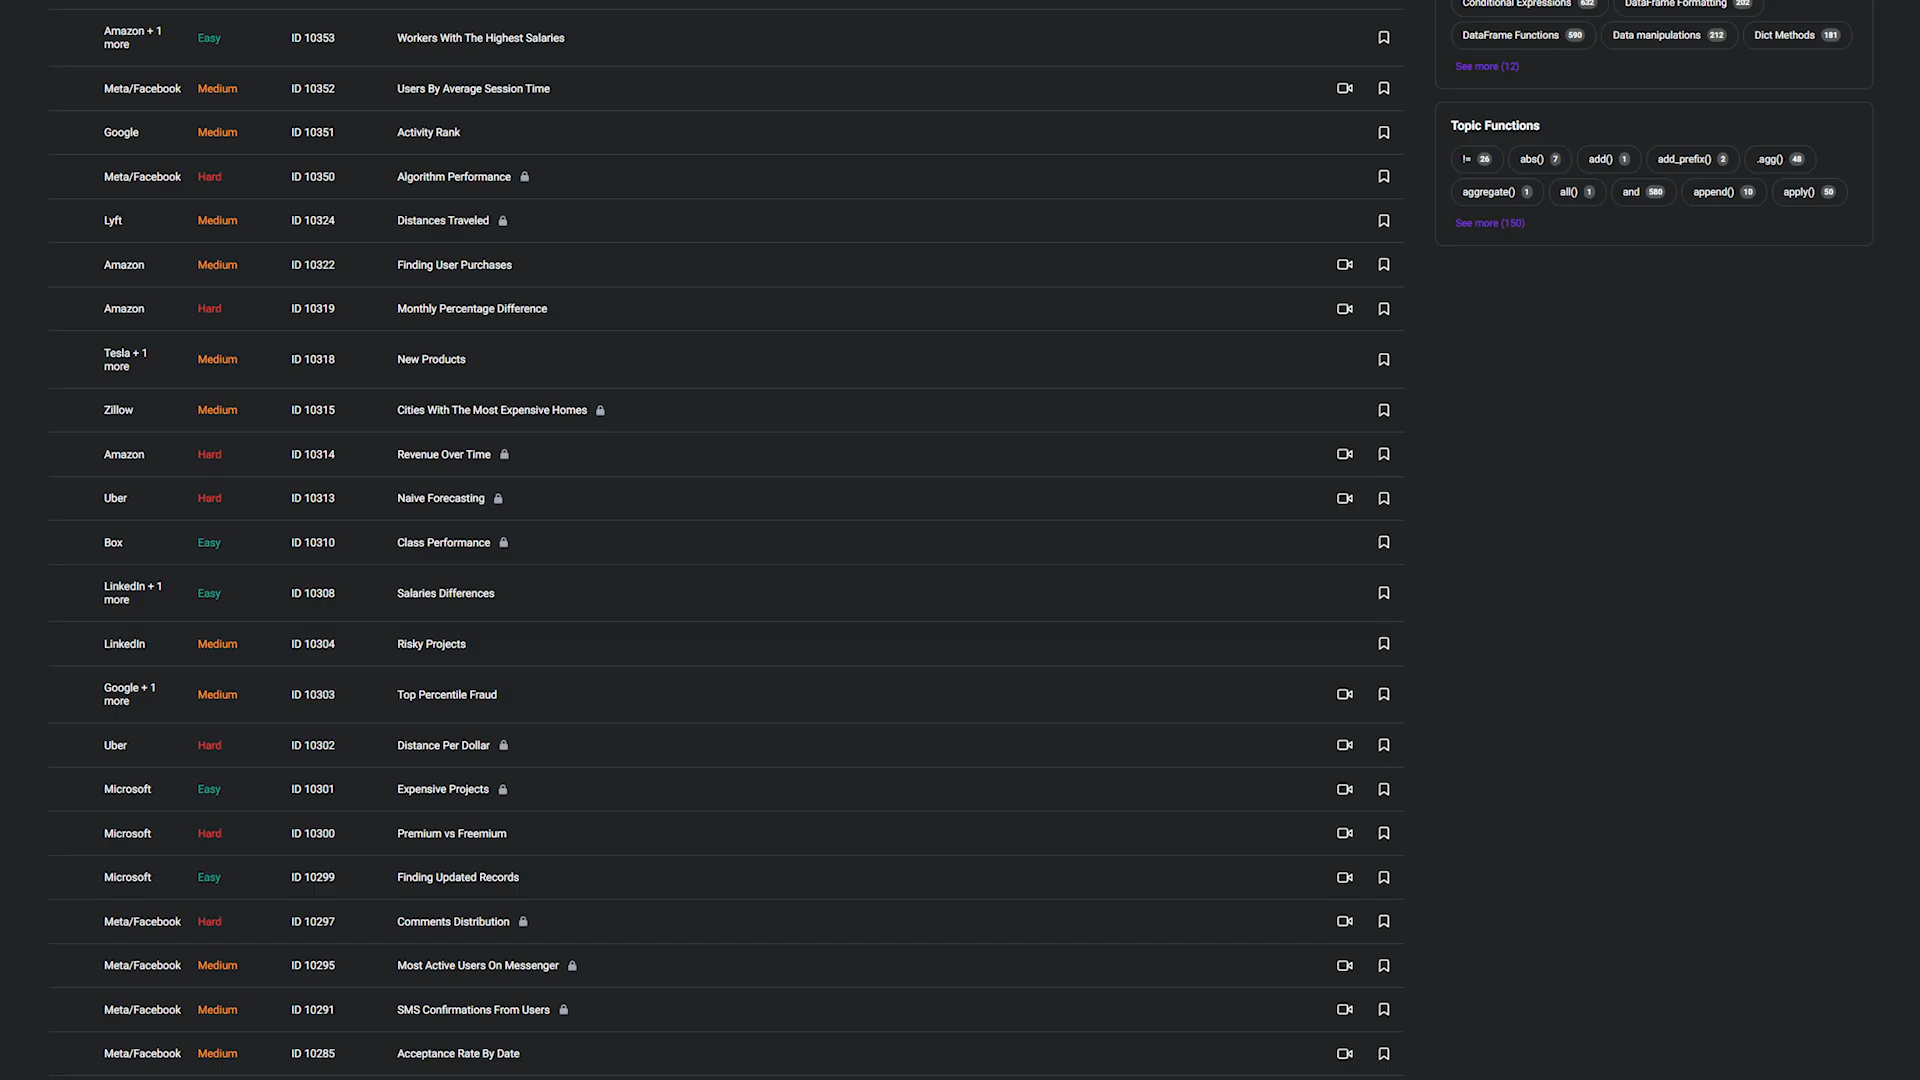 Amazon + 1
more
Easy
ID 10353
Workers With The Highest Salaries
Meta/Facebook
Medium
ID 10352
Users By Average Session Time
Google
Medium
ID 10351
Activity Rank
Meta/Facebook
Hard
ID 10350
Algorithm Performance
Lyft
Medium
ID 10324
Distances Traveled
Amazon
Medium
ID 10322
Finding User Purchases
Amazon
Hard
ID 10319
Monthly Percentage Difference
Tesla + 1
more
Medium
ID 10318
New Products
Zillow
Medium
ID 10315
Cities With The Most Expensive Homes
Amazon
Hard
ID 10314
Revenue Over Time
Uber
Hard
ID 10313
Naive Forecasting
Box
Easy
ID 10310
Class Performance
LinkedIn + 1
more
Easy
ID 10308
Salaries Differences
LinkedIn
Medium
ID 10304
Risky Projects
Google + 1
more
Medium
ID 10303
Top Percentile Fraud
Uber
Hard
ID 10302
Distance Per Dollar
Microsoft
Easy
ID 10301
Expensive Projects
Microsoft
Hard
ID 10300
Premium vs Freemium
Microsoft
Easy
ID 10299
Finding Updated Records
Meta/Facebook
Hard
ID 10297
Comments Distribution
Meta/Facebook
Medium
ID 10295
Most Active Users On Messenger
Meta/Facebook
Medium
ID 10291
SMS Confirmations From Users
Meta/Facebook
Medium
ID 10285
Acceptance Rate By Date
Conditional Expressions 632
DataFrame Formatting 202
DataFrame Functions 590
Data manipulations 212
Dict Methods 181
See more (12)
Topic Functions
!= 26
abs() 7
add() 1
add_prefix() 2
.agg() 48
aggregate() 1
all() 1
and 580
append() 10
apply() 50
See more (150)